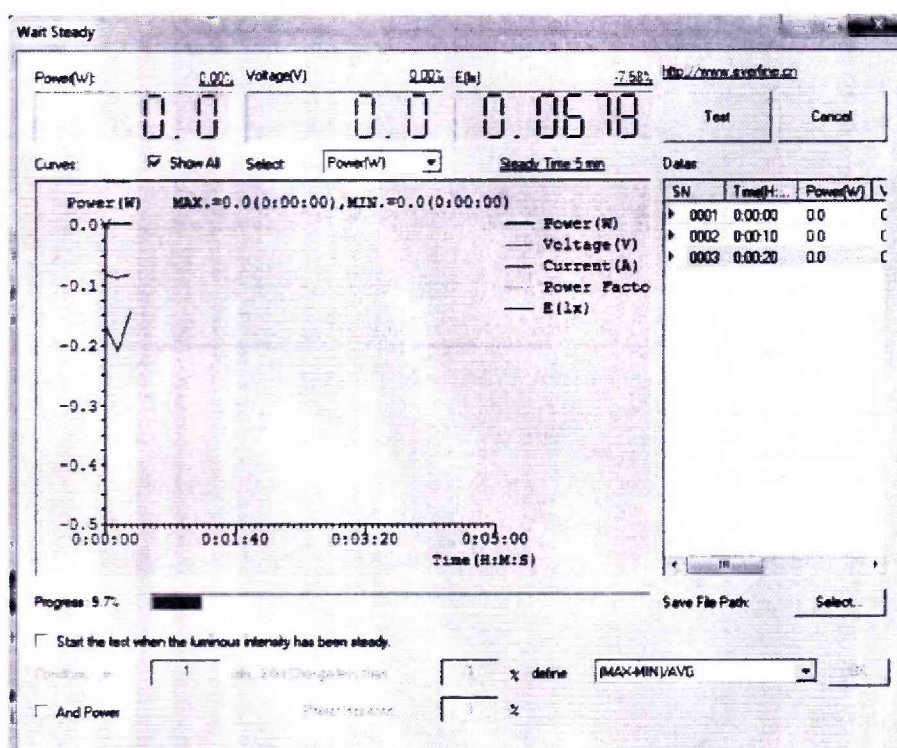 Wait Steady
Power(W): 0.00% Voltage(V) 0.00% E(lx) -7.58% http://www.everfine.cn
0.0 0.0 0.0678 Test Cancel
Curves: Show All Select: Power(W) Steady Time:5 min Datas:
Power(W) MAX.=0.0(0:00:00),MIN.=0.0(0:00:00)
SN Time(H:... Power(W) V
0001 0:00:00 0.0 0
0002 0:00:10 0.0 0
0003 0:00:20 0.0 0
Power(W)
Voltage(V)
Current(A)
Power Facto
E(lx)
0.0
-0.1
-0.2
-0.3
-0.4
-0.5
0:00:00 0:01:40 0:03:20 0:05:00
Time(H:M:S)
Progress: 9.7% Save File Path: Select...
Start the test when the luminous intensity has been steady.
1 % define (MAX-MIN)/AVG
And Power %